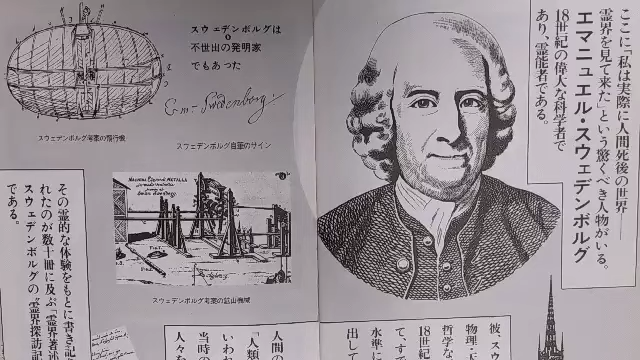 ここに「私は実際に人間死後の世界――
霊界を見て来た」という驚くべき人物がいる。
エマニュエル・スウェデンボルグ
18世紀の偉大な科学者で
あり、霊能者である。
スウェデンボルグは
不世出の発明家
でもあった
Em= Swedenborg.
スウェデンボルグ考案の飛行機
スウェデンボルグ自筆のサイン
スウェデンボルグ考案の鉱山機械
彼、スウ
て、すで
18世紀
哲学な
物理・天
水準に
出して
人間の
「人類
いわれ
当時、
人々を
その霊的な体験をもとに書き記
れたのが数十冊に及ぶ「霊界著述
スウェデンボルグの“霊界探訪記
である。